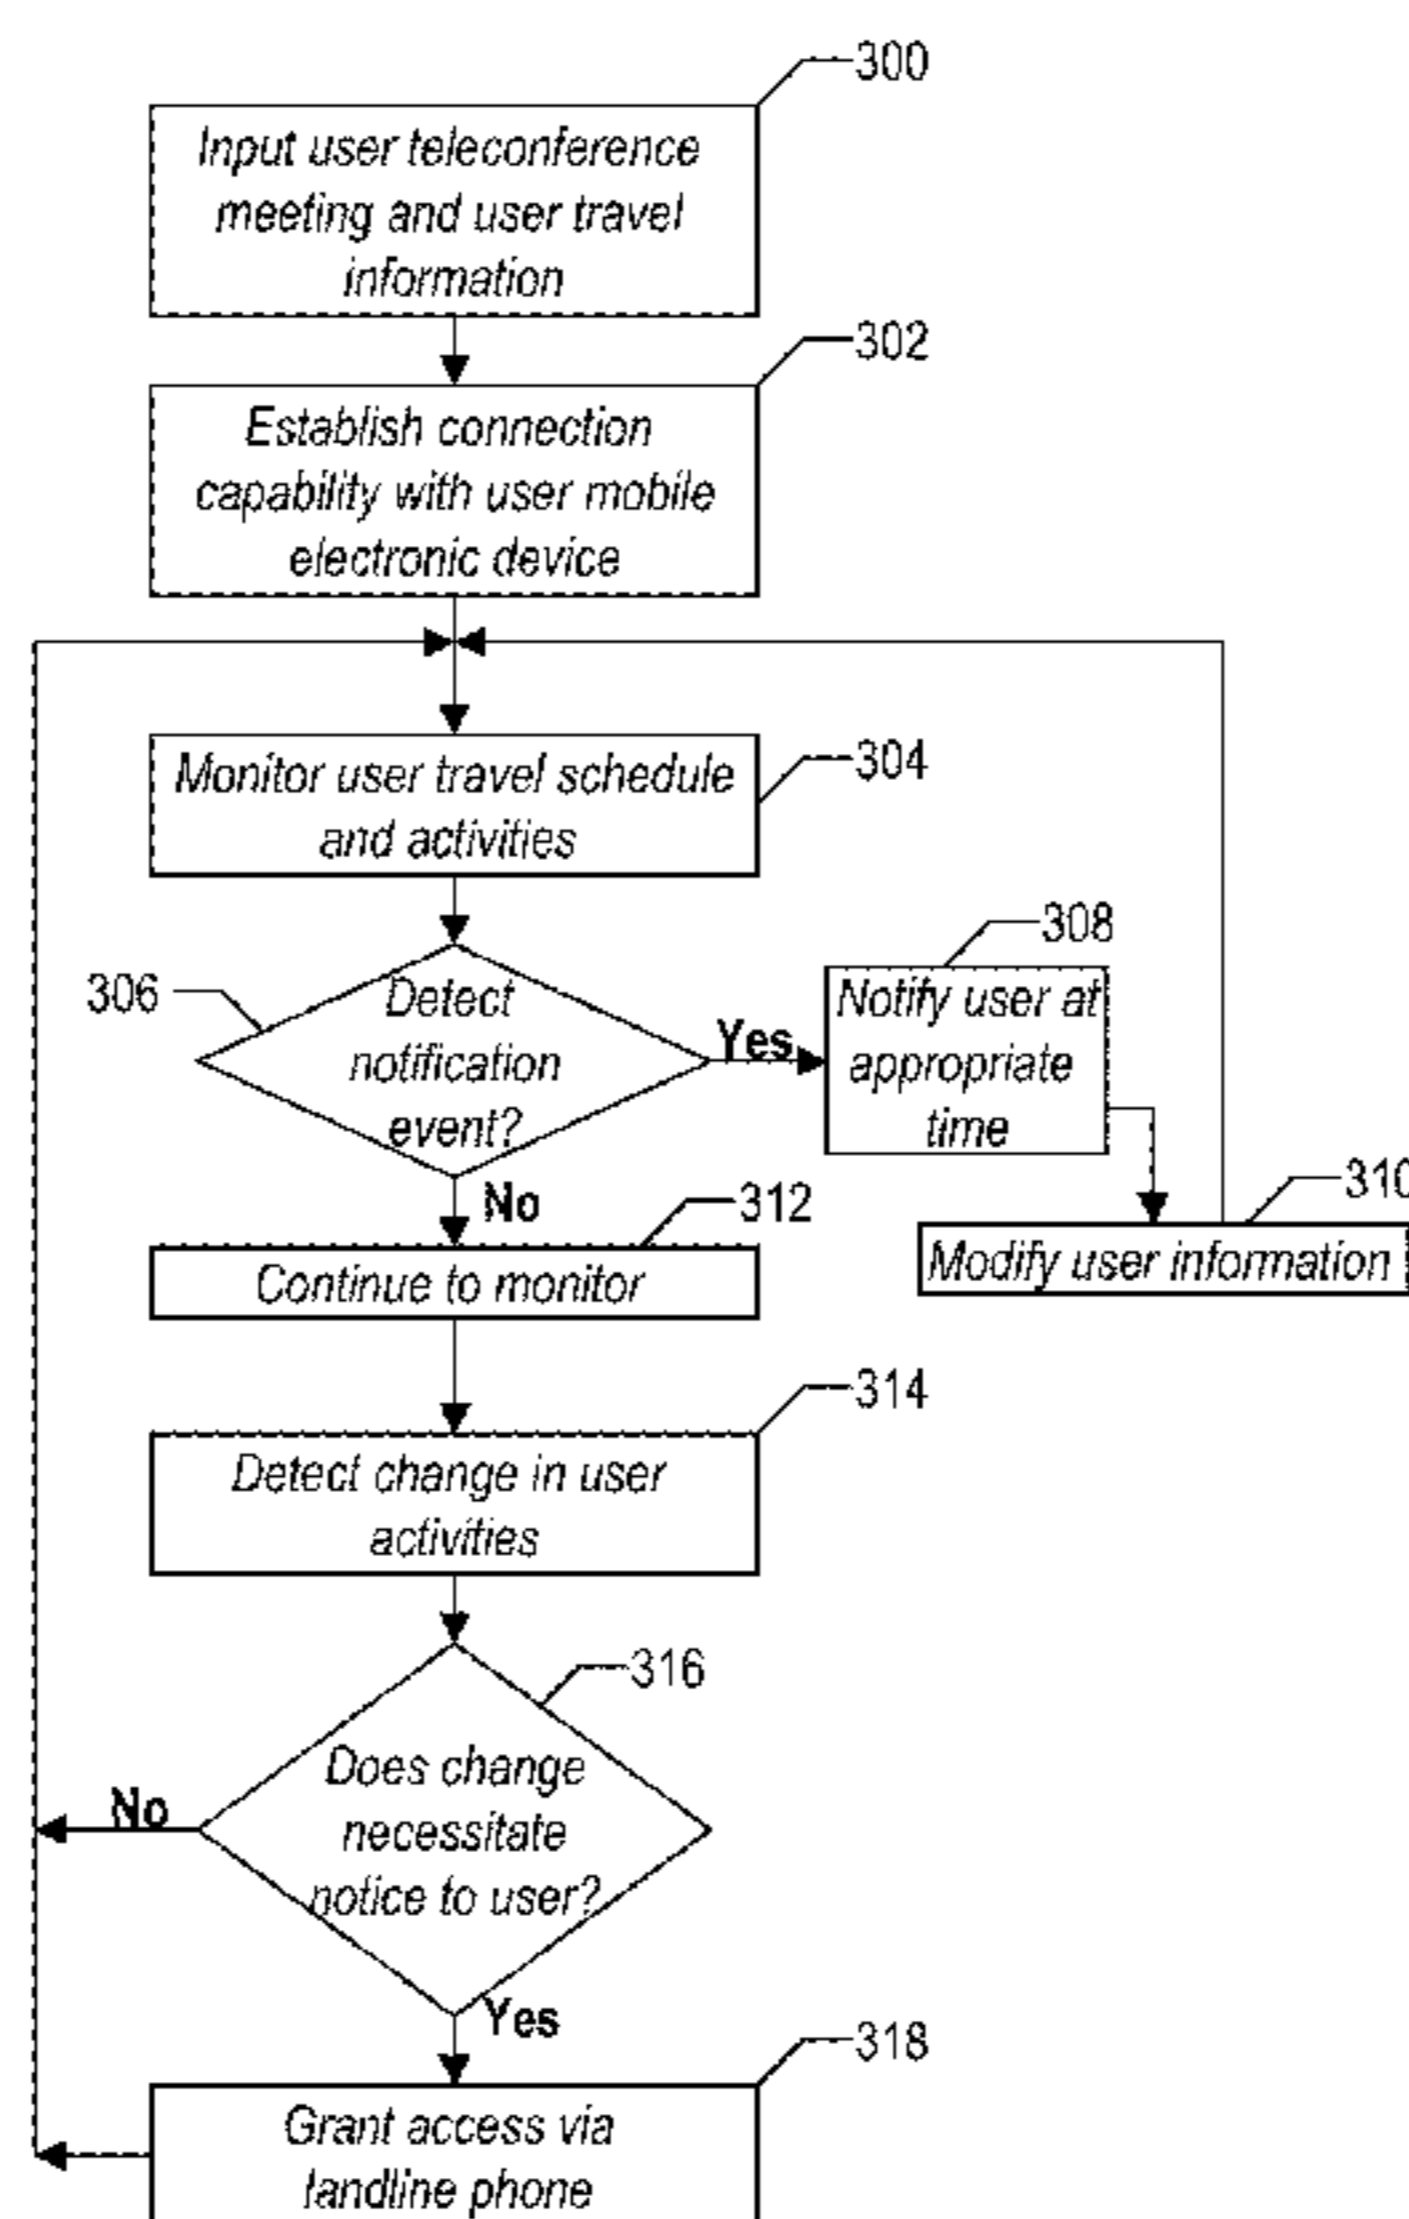 300
Input user teleconference
meeting and user travel
information
302
Establish connection
capability with user mobile
electronic device
Monitor user travel schedule
and activities
304
306
Detect
notification
event?
Yes
308
Notify user at
appropriate
time
No
312
310
Continue to monitor
Modify user information
314
Detect change in user
activities
316
Does change
necessitate
notice to user?
No
Yes
318
Grant access via
landline phone